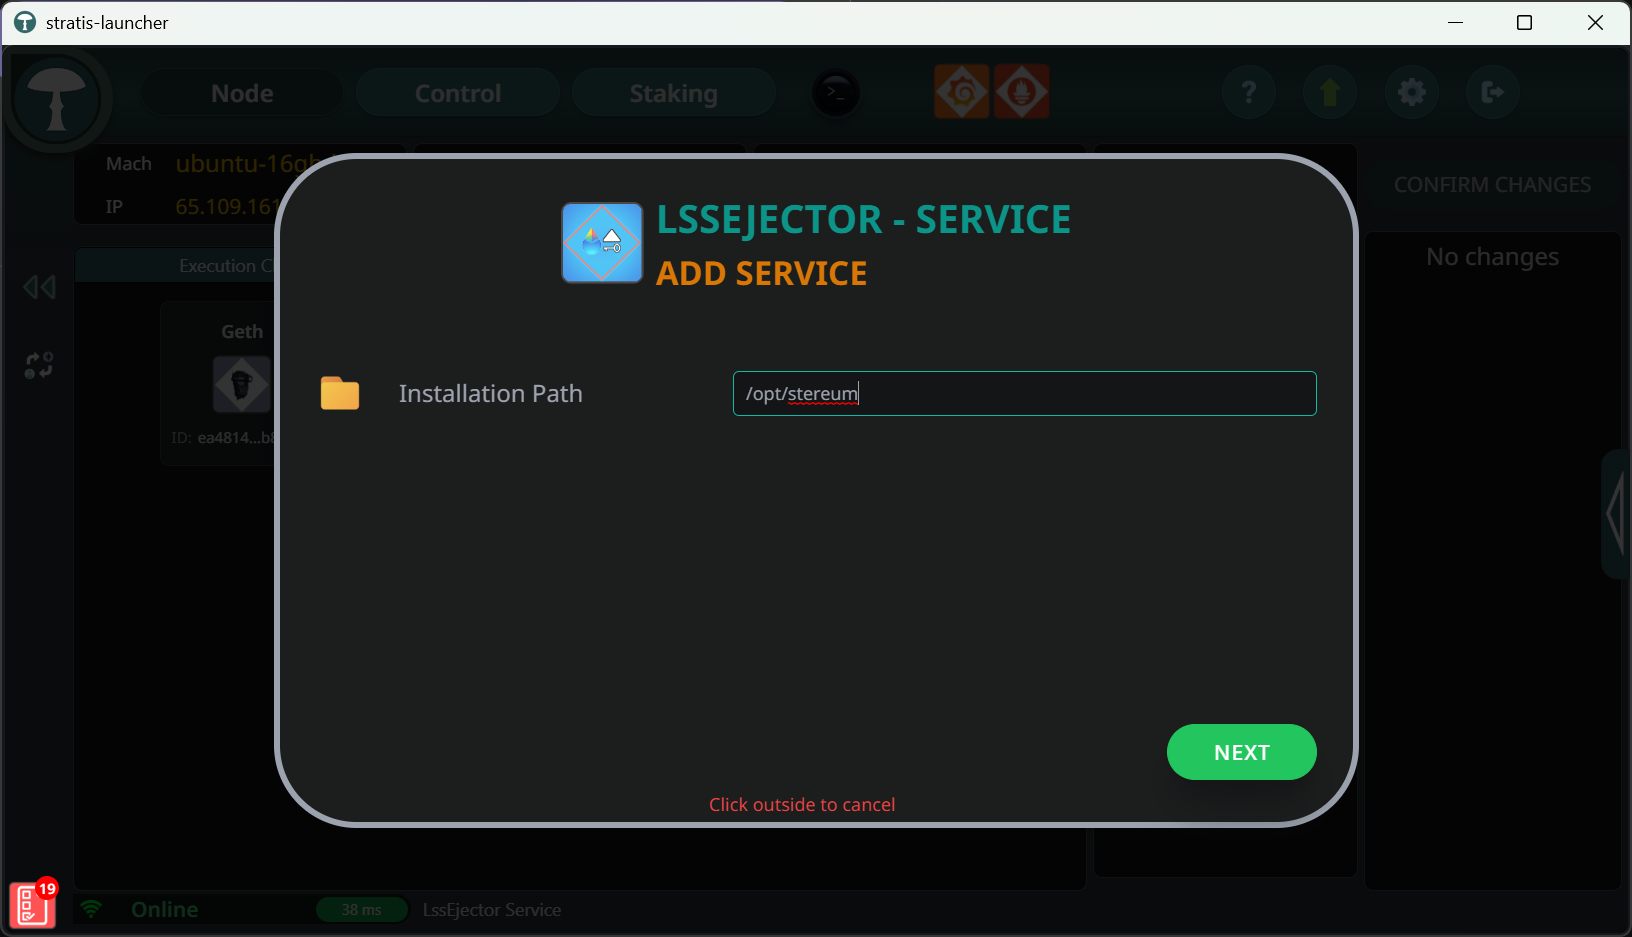 stratis-launcher
Node
Control
Staking
?
Mach
ubuntu-16gb
IP
65.109.161
CONFIRM CHANGES
LSSEJECTOR - SERVICE
ADD SERVICE
No changes
Execution
Geth
ID: ea4814...b8
Installation Path
/opt/stereum
NEXT
Click outside to cancel
19
Online
38 ms
LssEjector Service